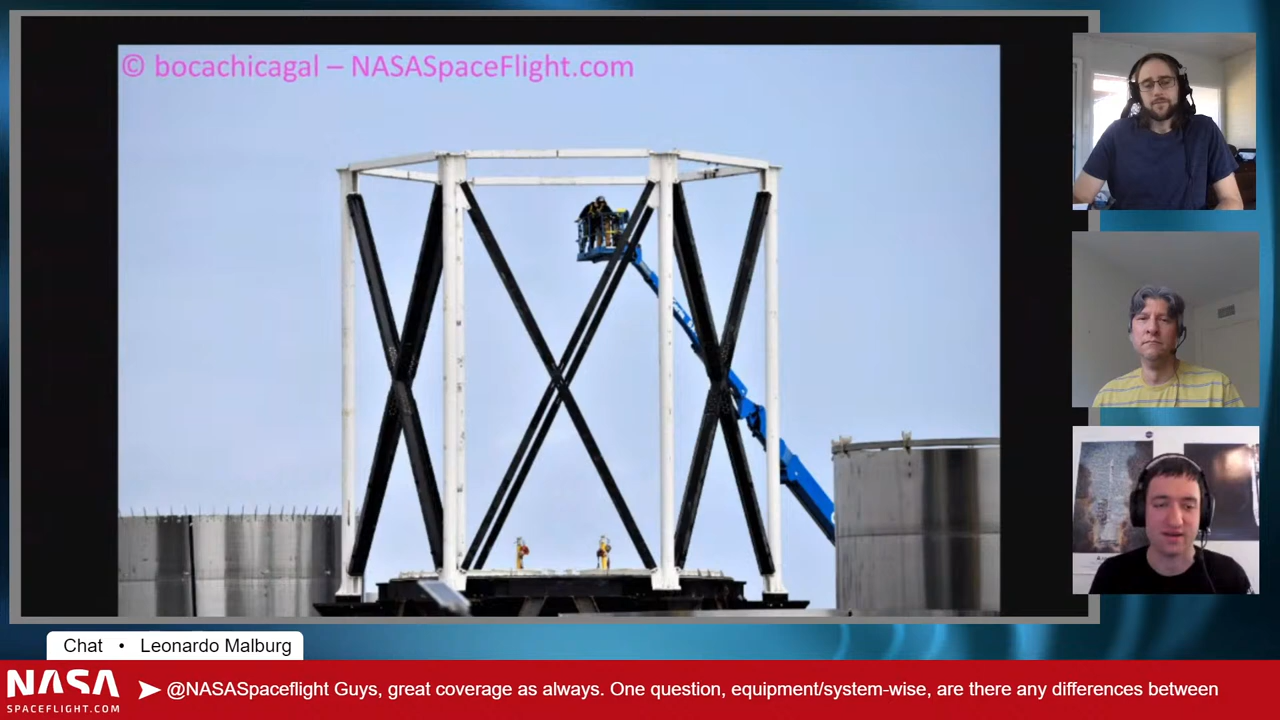 © bocachicagal – NASASpaceFlight.com
Chat • Leonardo Malburg
NASA
SPACEFLIGHT.COM
@NASASpaceflight Guys, great coverage as always. One question, equipment/system-wise, are there any differences between